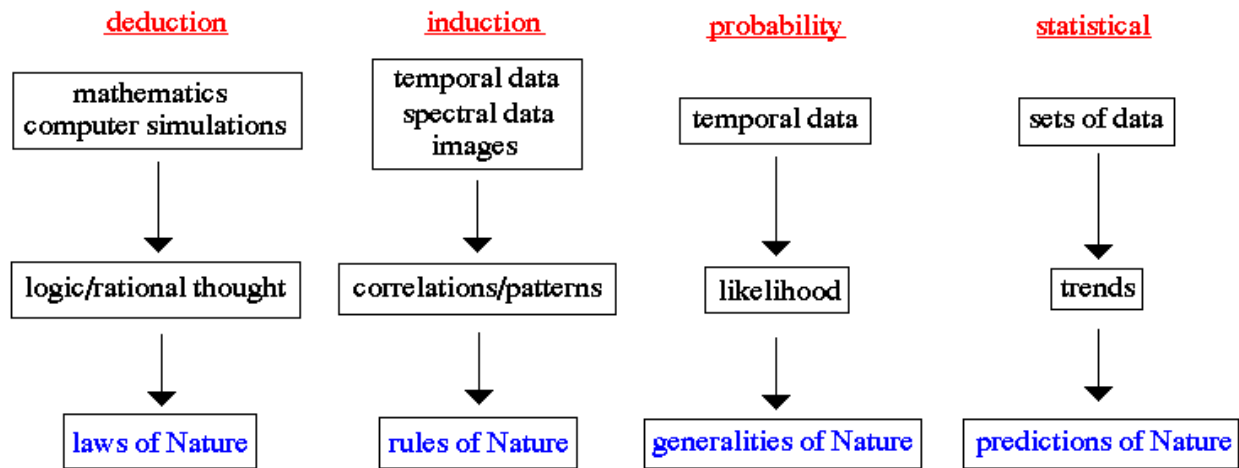 deduction
mathematics
computer simulations
logic/rational thought
laws of Nature
induction
temporal data
spectral data
images
correlations/patterns
rules of Nature
probability
temporal data
likelihood
generalities of Nature
statistical
sets of data
trends
predictions of Nature